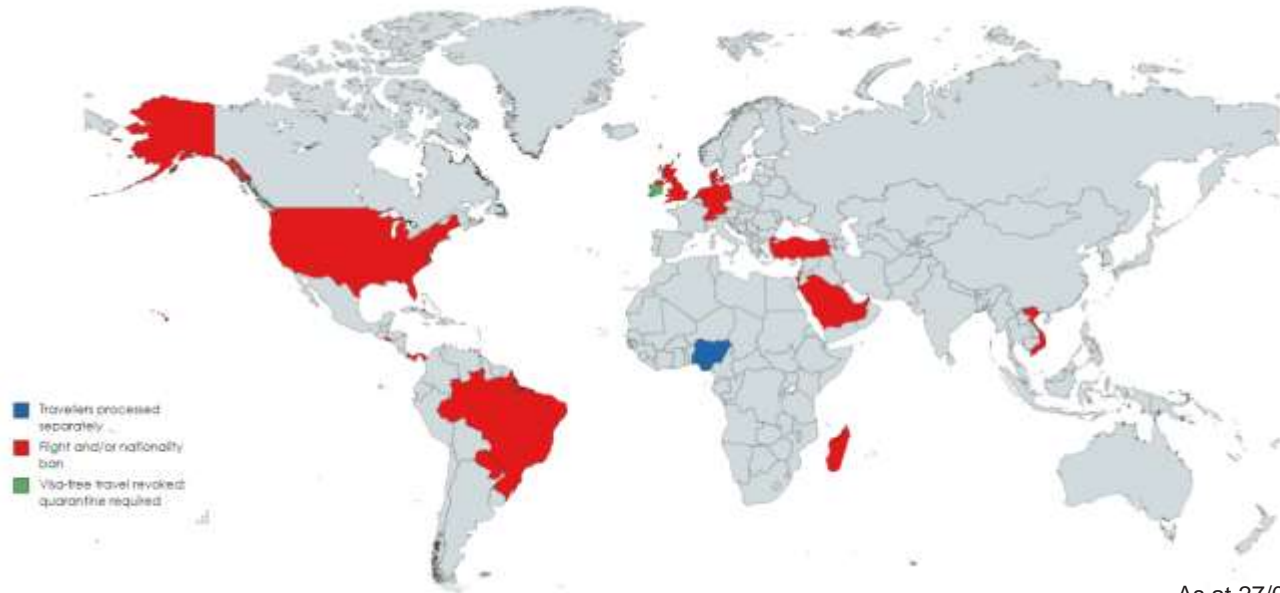 Travellers processed
separately ...
Flight and/or nationality
ban
Visa-free travel revoked;
quarantine required
As at 27/0